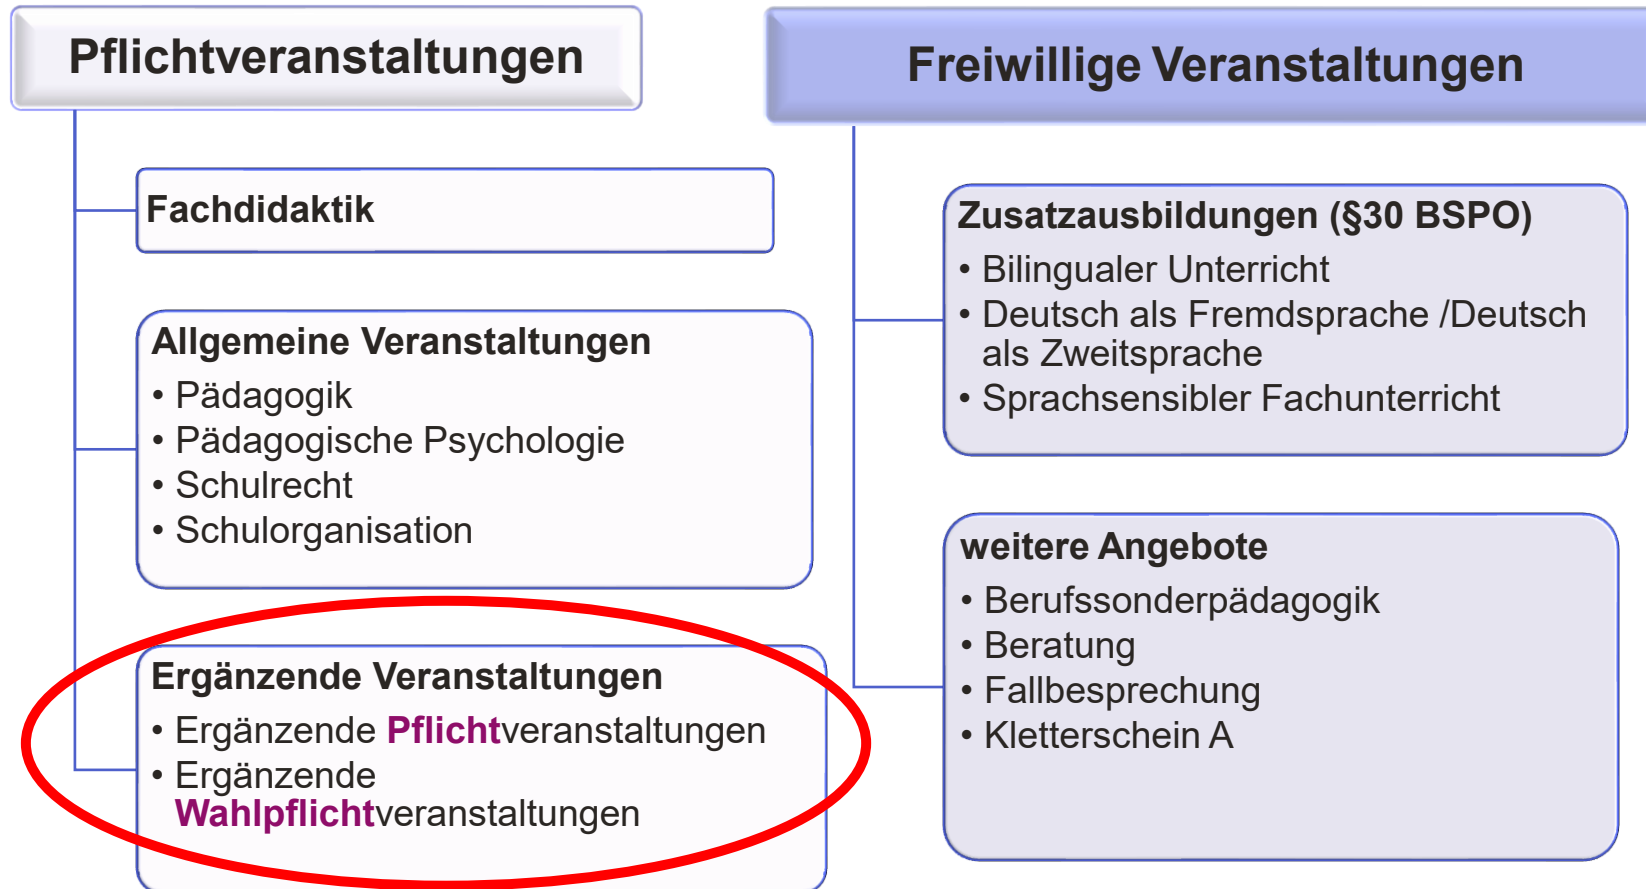 Pflichtveranstaltungen
Fachdidaktik
Allgemeine Veranstaltungen
• Pädagogik
• Pädagogische Psychologie
• Schulrecht
• Schulorganisation
Ergänzende Veranstaltungen
• Ergänzende Pflichtveranstaltungen
• Ergänzende
Wahlpflichtveranstaltungen
Freiwillige Veranstaltungen
Zusatzausbildungen (§30 BSPO)
• Bilingualer Unterricht
• Deutsch als Fremdsprache /Deutsch
als Zweitsprache
• Sprachsensibler Fachunterricht
weitere Angebote
• Berufssonderpädagogik
• Beratung
• Fallbesprechung
• Kletterschein A